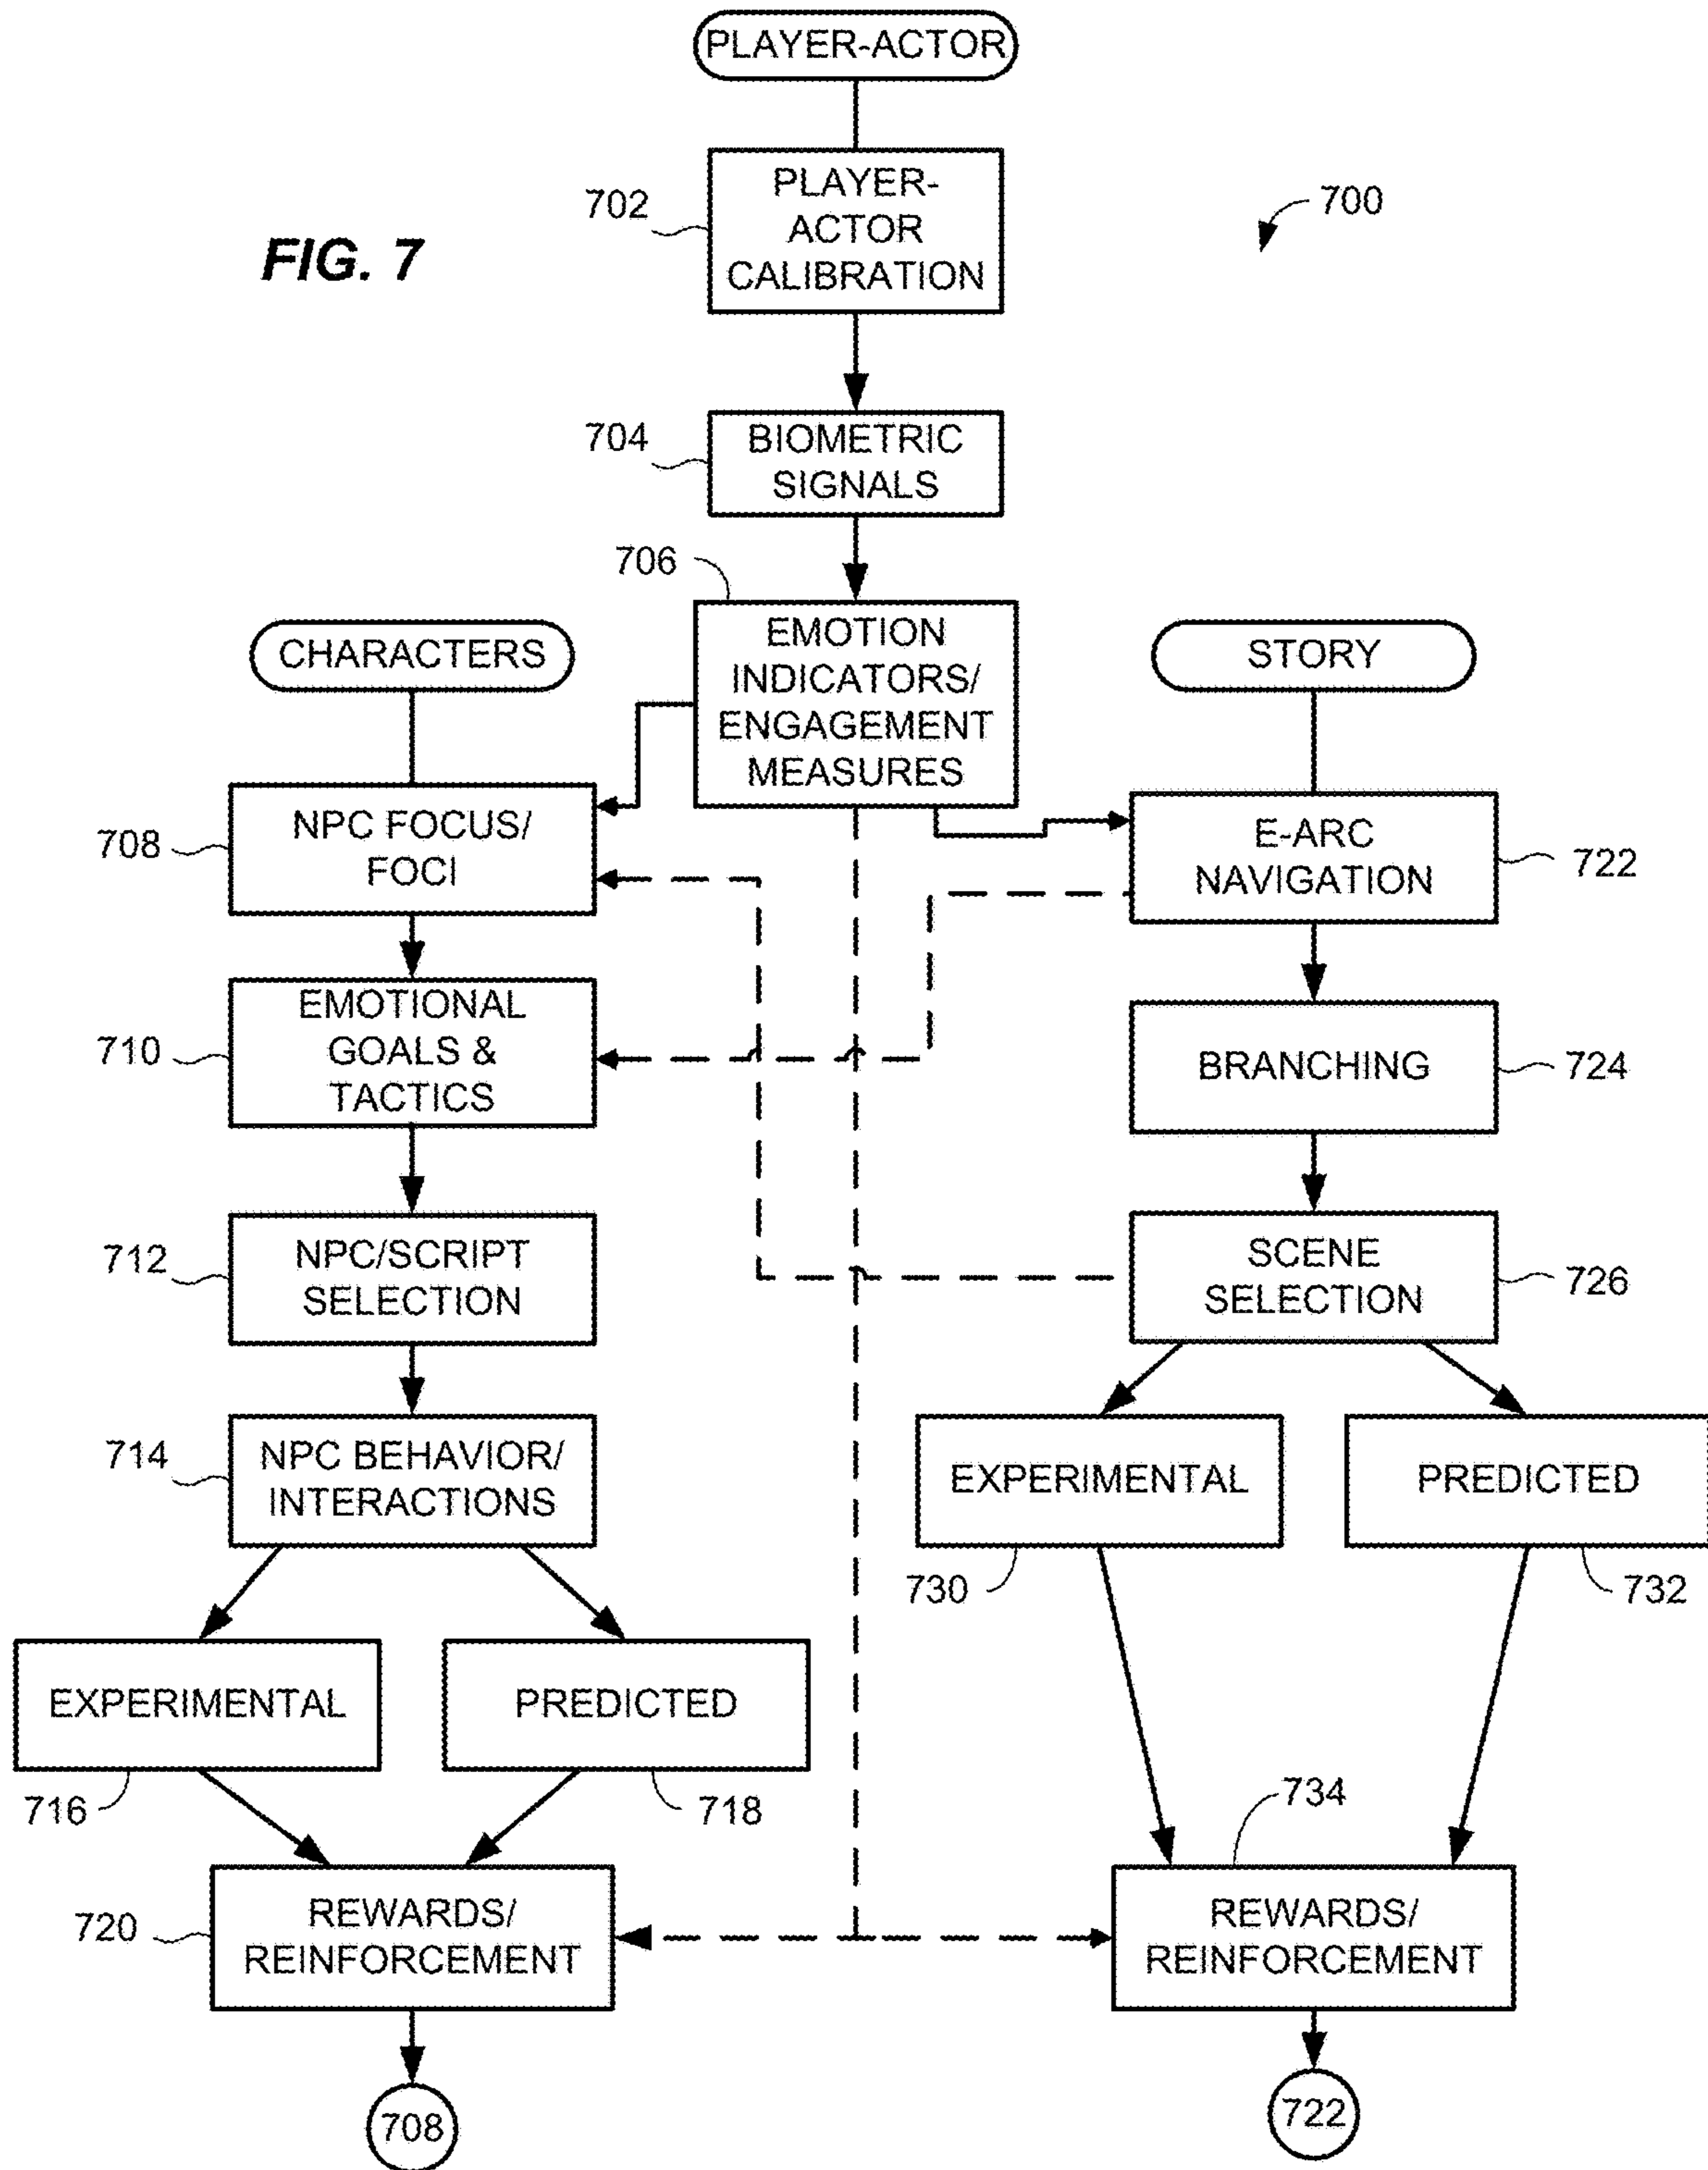 PLAYER-ACTOR
702
PLAYER-
ACTOR
CALIBRATION
700
FIG. 7
704
BIOMETRIC
SIGNALS
706
EMOTION
INDICATORS/
ENGAGEMENT
MEASURES
CHARACTERS
STORY
708
NPC FOCUS/
FOCI
E-ARC
NAVIGATION
722
710
EMOTIONAL
GOALS &
TACTICS
BRANCHING
724
712
NPC/SCRIPT
SELECTION
SCENE
SELECTION
726
714
NPC BEHAVIOR/
INTERACTIONS
EXPERIMENTAL
PREDICTED
730
732
EXPERIMENTAL
PREDICTED
716
718
734
720
REWARDS/
REINFORCEMENT
REWARDS/
REINFORCEMENT
708
722